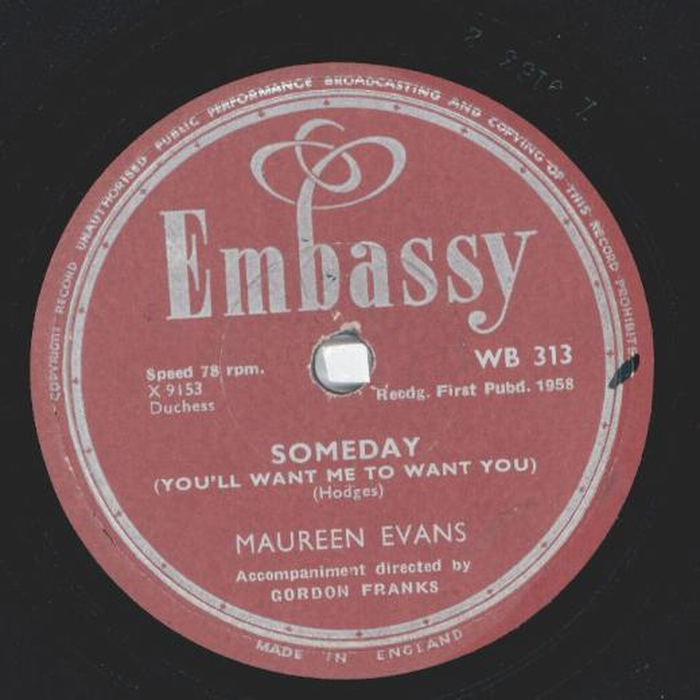 COPYRIGHT RECORD UNAUTHORISED PUBLIC PERFORMANCE BROADCASTING AND COPYING OF THIS RECORD PROHIBITED
Embassy
Speed 78 rpm.
X 9153
Duchess
WB 313
Recdg. First Pubd. 1958
SOMEDAY
(YOU'LL WANT ME TO WANT YOU)
(Hodges)
MAUREEN EVANS
Accompaniment directed by
GORDON FRANKS
MADE IN ENGLAND